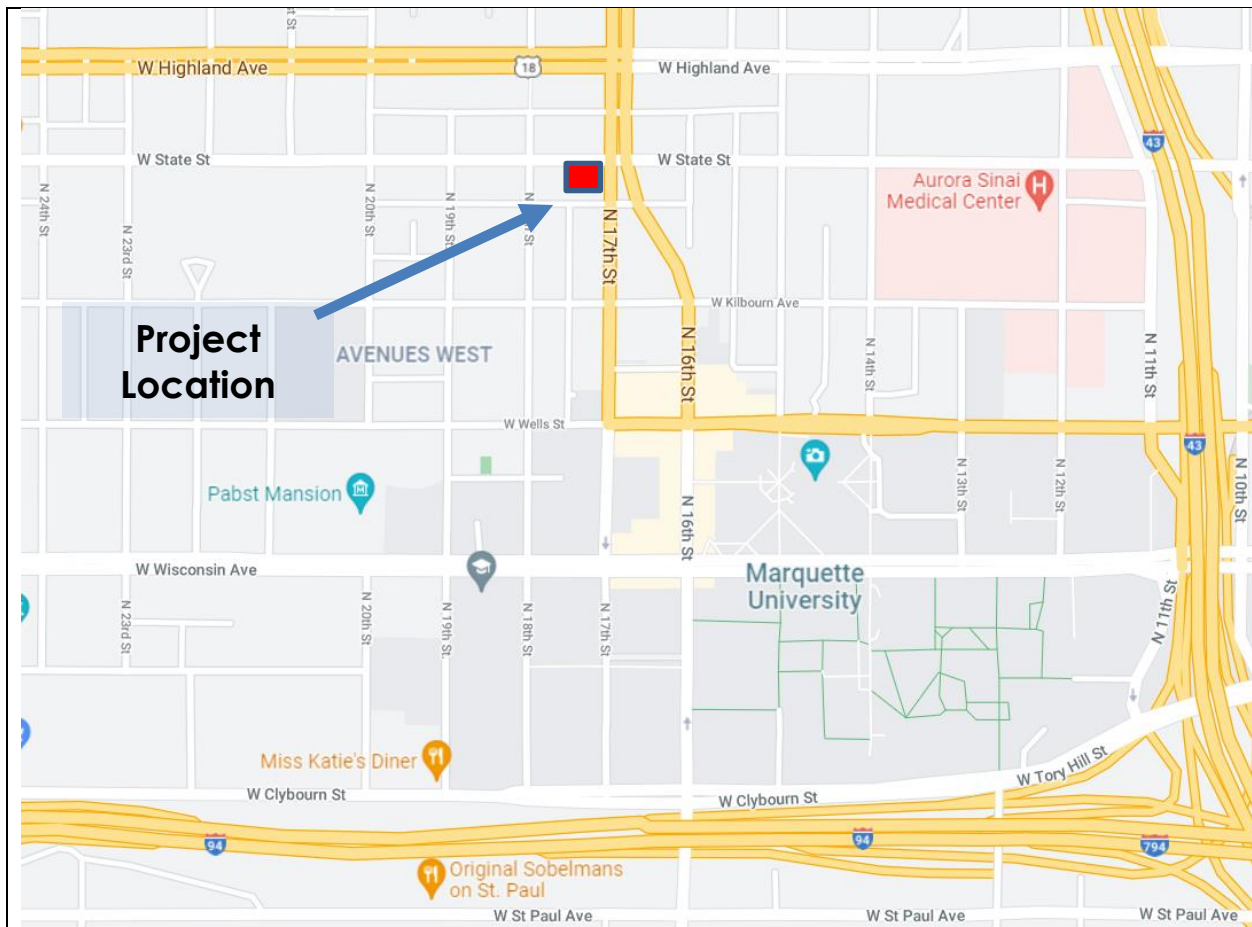 St
W Highland Ave
18
W Highland Ave
43
W State St
W State St
Aurora Sinai
Medical Center
H
N 24th St
N 23rd St
N 20th St
N 19th St
St
N 17th St
W Kilbourn Ave
Project
Location
AVENUES WEST
N 16th St
N 14th St
N 11th St
W Wells St
43
Pabst Mansion
N 13th St
N 12th St
N 10th St
N 16th St
W Wisconsin Ave
Marquette
University
N 23rd St
N 20th St
N 19th St
N 18th St
N 17th St
N 11th St
Miss Katie's Diner
W Tory Hill St
W Clybourn St
W Clybourn St
94
94
794
Original Sobelmans
on St. Paul
W St Paul Ave
W St Paul Ave
W St Paul Ave